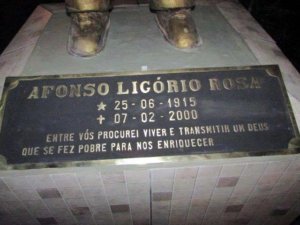 AFONSO LIGÓRIO ROSA
★ 25-06-1915
✝ 07-02-2000
ENTRE VÓS PROCUREI VIVER E TRANSMITIR UM DEUS
QUE SE FEZ POBRE PARA NOS ENRIQUECER